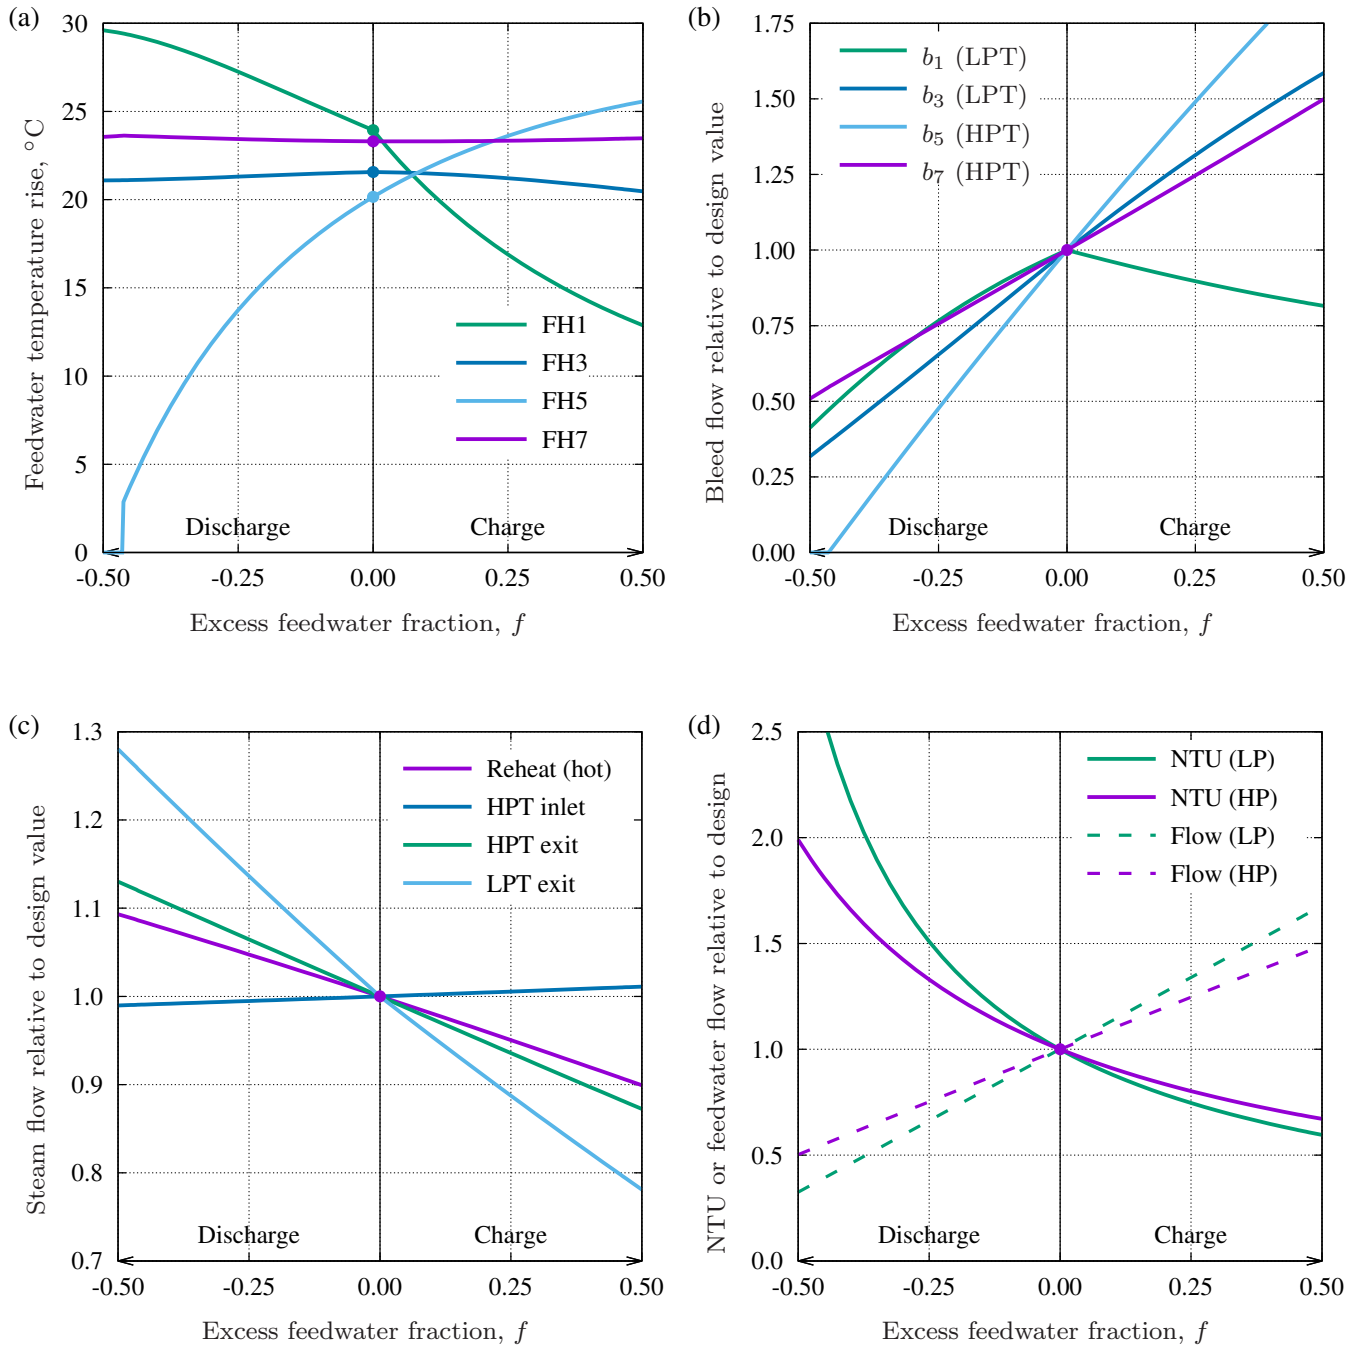 (a)
Feedwater temperature rise, °C
30
25
20
15
10
5
0
FH1
FH3
FH5
FH7
Discharge
Charge
-0.50
-0.25
0.00
0.25
0.50
Excess feedwater fraction, f
(b)
Bleed flow relative to design value
1.75
1.50
1.25
1.00
0.75
0.50
0.25
0.00
b₁ (LPT)
b₃ (LPT)
b₅ (HPT)
b₇ (HPT)
Discharge
Charge
-0.50
-0.25
0.00
0.25
0.50
Excess feedwater fraction, f
(c)
Steam flow relative to design value
1.3
1.2
1.1
1.0
0.9
0.8
0.7
Reheat (hot)
HPT inlet
HPT exit
LPT exit
Discharge
Charge
-0.50
-0.25
0.00
0.25
0.50
Excess feedwater fraction, f
(d)
NTU or feedwater flow relative to design
2.5
2.0
1.5
1.0
0.5
0.0
NTU (LP)
NTU (HP)
Flow (LP)
Flow (HP)
Discharge
Charge
-0.50
-0.25
0.00
0.25
0.50
Excess feedwater fraction, f